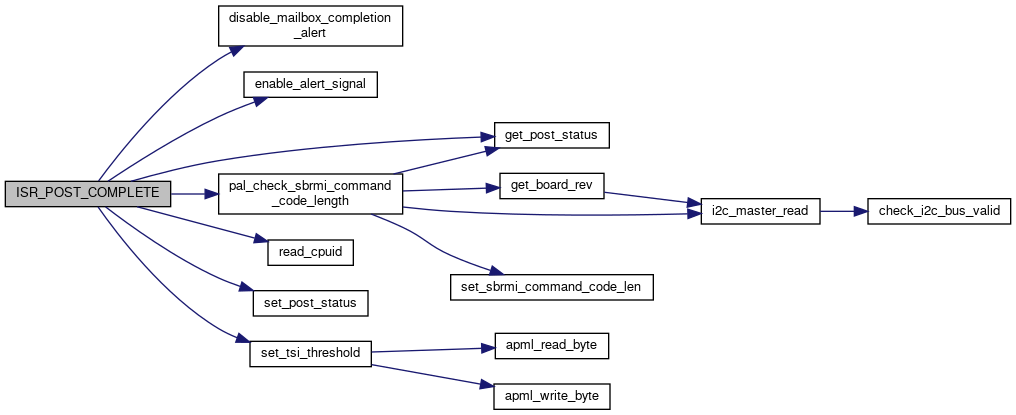 disable_mailbox_completion
_alert
enable_alert_signal
get_post_status
ISR_POST_COMPLETE
pal_check_sbrmi_command
_code_length
get_board_rev
i2c_master_read
check_i2c_bus_valid
read_cpuid
set_sbrmi_command_code_len
set_post_status
set_tsi_threshold
apml_read_byte
apml_write_byte